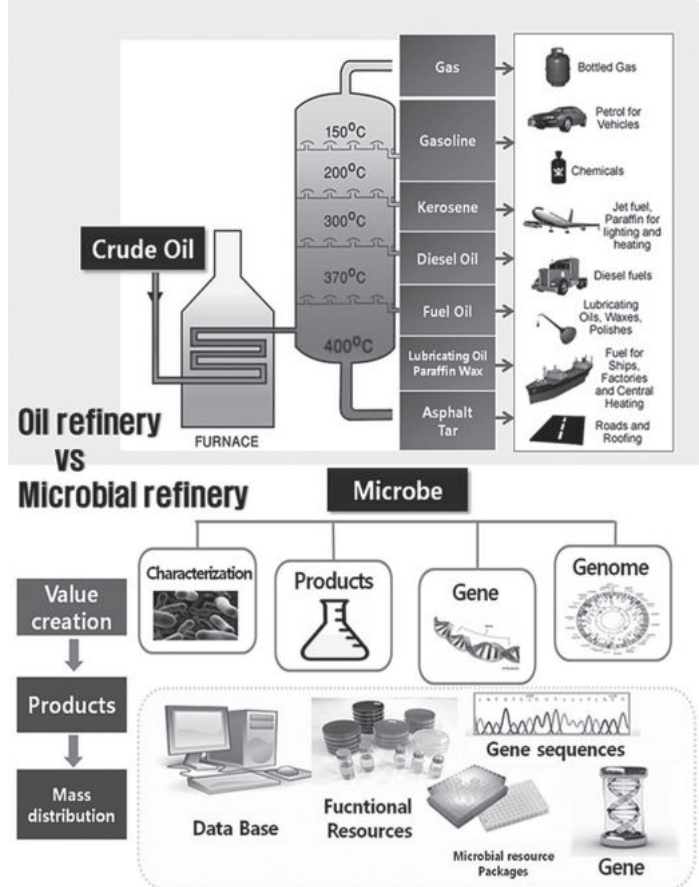 Gas
Bottled Gas
Petrol for
Vehicles
150°C
Gasoline
Chemicals
200°C
Kerosene
Jet fuel,
Paraffin for
lighting and
heating
300°C
Crude Oil
Diesel Oil
Diesel fuels
370°C
Fuel Oil
Lubricating
Oils, Waxes,
Polishes
400°C
Lubricating Oil
Paraffin Wax
Fuel for
Ships,
Factories
and Central
Heating
Asphalt
Tar
Roads and
Roofing
FURNACE
Oil refinery
VS
Microbial refinery
Microbe
Characterization
Products
Gene
Genome
Value
creation
Products
Mass
distribution
Data Base
Fucntional
Resources
Gene sequences
Microbial resource
Packages
Gene